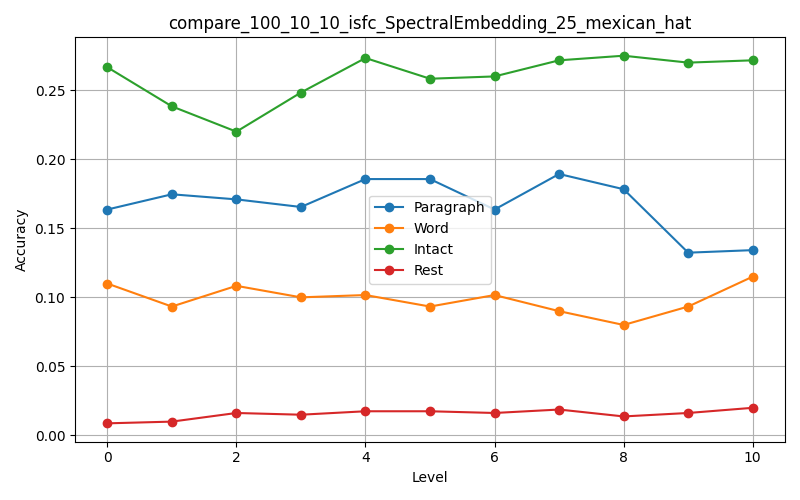 compare_100_10_10_isfc_SpectralEmbedding_25_mexican_hat
Accuracy
0.25
0.20
0.15
0.10
0.05
0.00
Paragraph
Word
Intact
Rest
0 2 4 6 8 10
Level